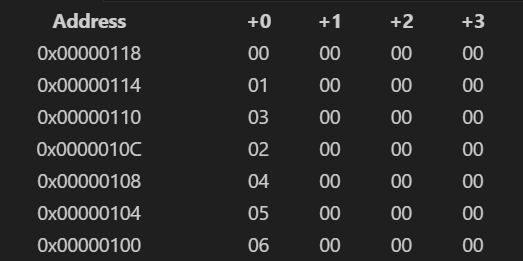 Address +0 +1 +2 +3
0x00000118 00 00 00 00
0x00000114 01 00 00 00
0x00000110 03 00 00 00
0x0000010C 02 00 00 00
0x00000108 04 00 00 00
0x00000104 05 00 00 00
0x00000100 06 00 00 00